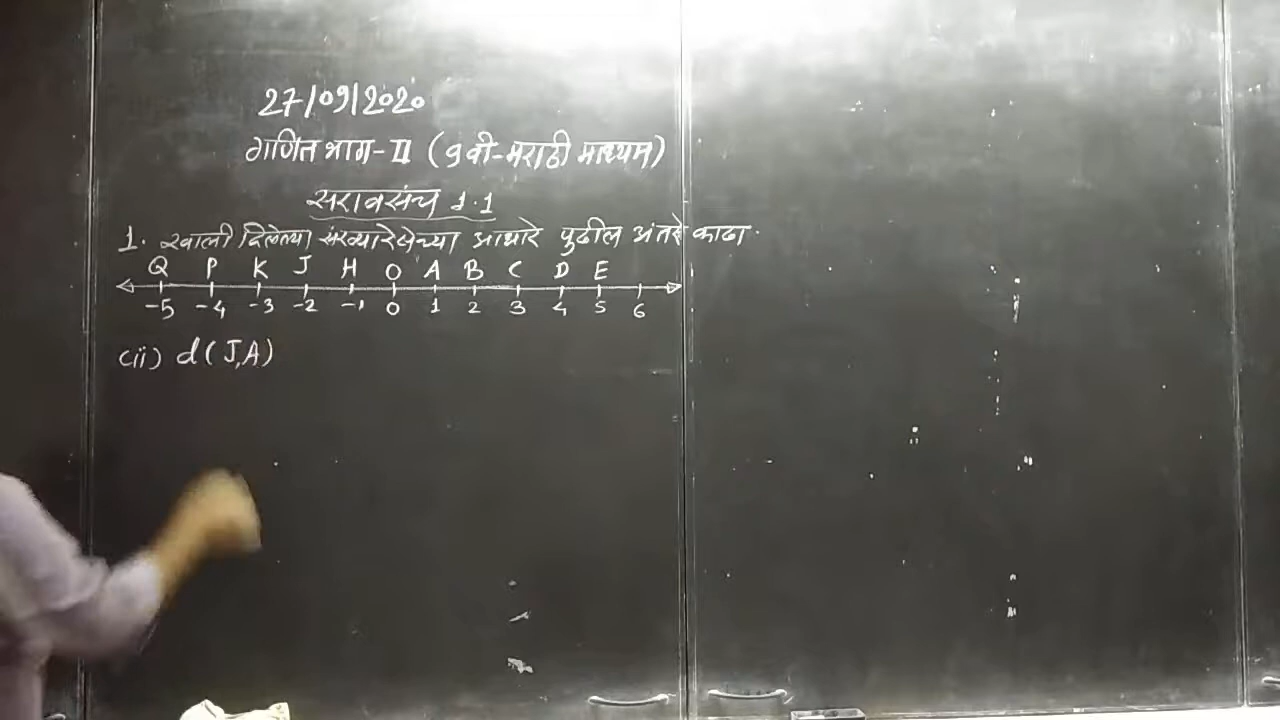 27/09/2020
गणित भाग-II (9वी-मराठी माध्यम)
सरावसंच 1.1
1. खाली दिलेल्या संख्यारेषेच्या आधारे पुढील अंतरे काढा.
Q P K J H O A B C D E
-5 -4 -3 -2 -1 0 1 2 3 4 5 6
(ii) d(J,A)